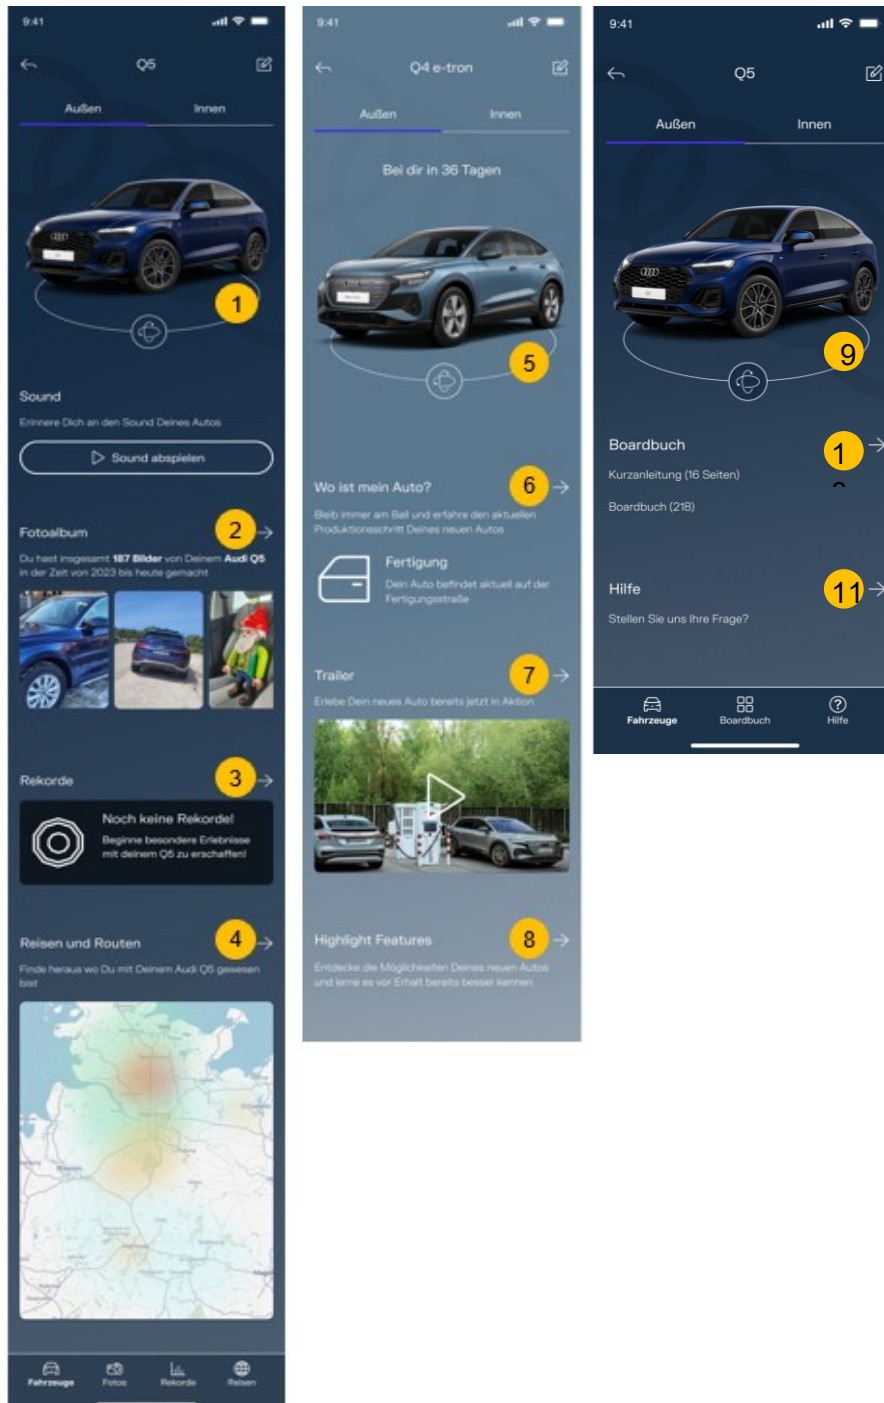 9:41
Q5
Außen Innen
1
Sound
Erinnere Dich an den Sound Deines Autos
Sound abspielen
Fotoalbum
2
Du hast insgesamt 187 Bilder von Deinem Audi Q5
in der Zeit von 2023 bis heute gemacht
Rekorde
3
Noch keine Rekorde!
Beginne besondere Erlebnisse
mit deinem Q5 zu erschaffen!
Reisen und Routen
4
Finde heraus wo Du mit Deinem Audi Q5 gewesen
bist
Fahrzeuge Fotos Rekorde Reisen
9:41
Q4 e-tron
Außen Innen
Bei dir in 36 Tagen
5
Wo ist mein Auto?
6
Bleib immer am Ball und erfahre den aktuellen
Produktionsschritt Deines neuen Autos
Fertigung
Dein Auto befindet aktuell auf der
Fertigungsstraße
Trailer
7
Erlebe Dein neues Auto bereits jetzt in Aktion
Highlight Features
8
Entdecke die Möglichkeiten Deines neuen Autos
und lerne es vor Erhalt bereits besser kennen
9:41
Q5
Außen Innen
9
Boardbuch
1
Kurzanleitung (16 Seiten)
Boardbuch (218)
Hilfe
11
Stellen Sie uns Ihre Frage?
Fahrzeuge Boardbuch Hilfe